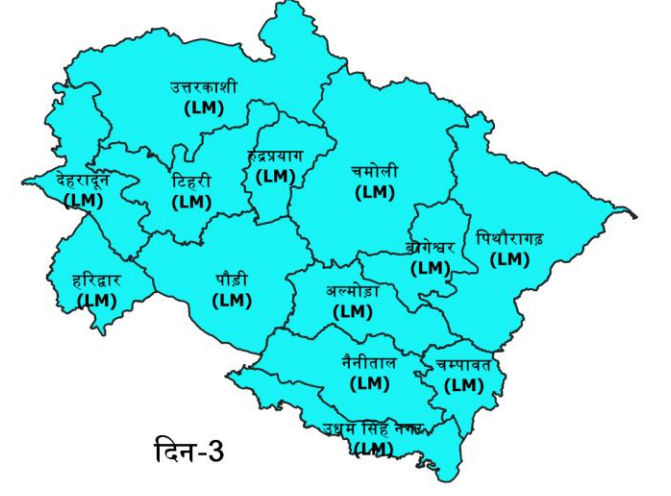 उत्तरकाशी
(LM)
रुद्रप्रयाग
(LM)
देहरादून
(LM)
टिहरी
(LM)
चमोली
(LM)
बागेश्वर
(LM)
पिथौरागढ़
(LM)
हरिद्वार
(LM)
पौड़ी
(LM)
अल्मोड़ा
(LM)
नैनीताल
(LM)
चम्पावत
(LM)
उधम सिंह नगर
(LM)
दिन-3